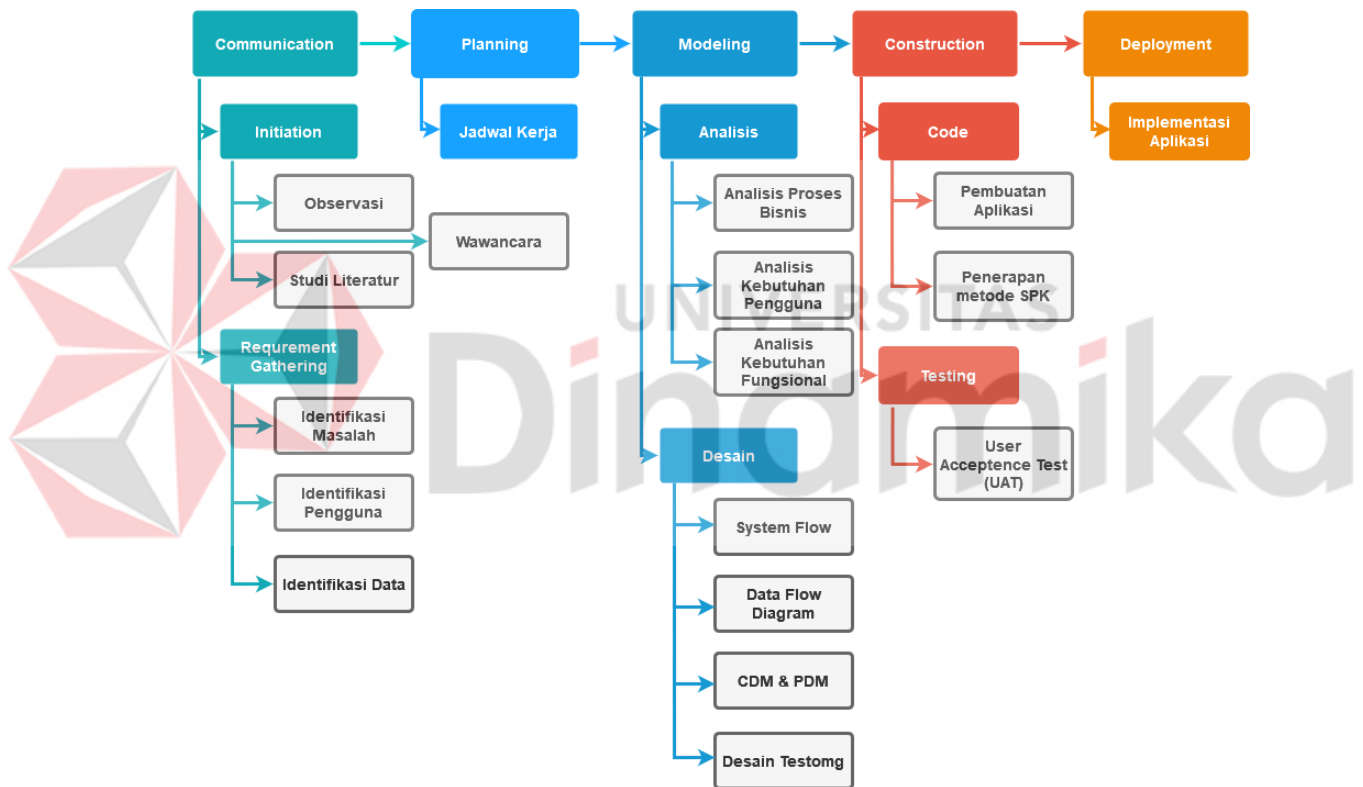 Communication
Planning
Modeling
Construction
Deployment
Initiation
Jadwal Kerja
Analisis
Code
Implementasi
Aplikasi
Observasi
Wawancara
Studi Literatur
Analisis Proses
Bisnis
Analisis
Kebutuhan
Pengguna
Analisis
Kebutuhan
Fungsional
Pembuatan
Aplikasi
Penerapan
metode SPK
Requrement
Gathering
Identifikasi
Masalah
Identifikasi
Pengguna
Identifikasi Data
Desain
System Flow
Data Flow
Diagram
CDM & PDM
Desain Testomg
Testing
User
Acceptence Test
(UAT)
UNIVERSITAS
Dinamika